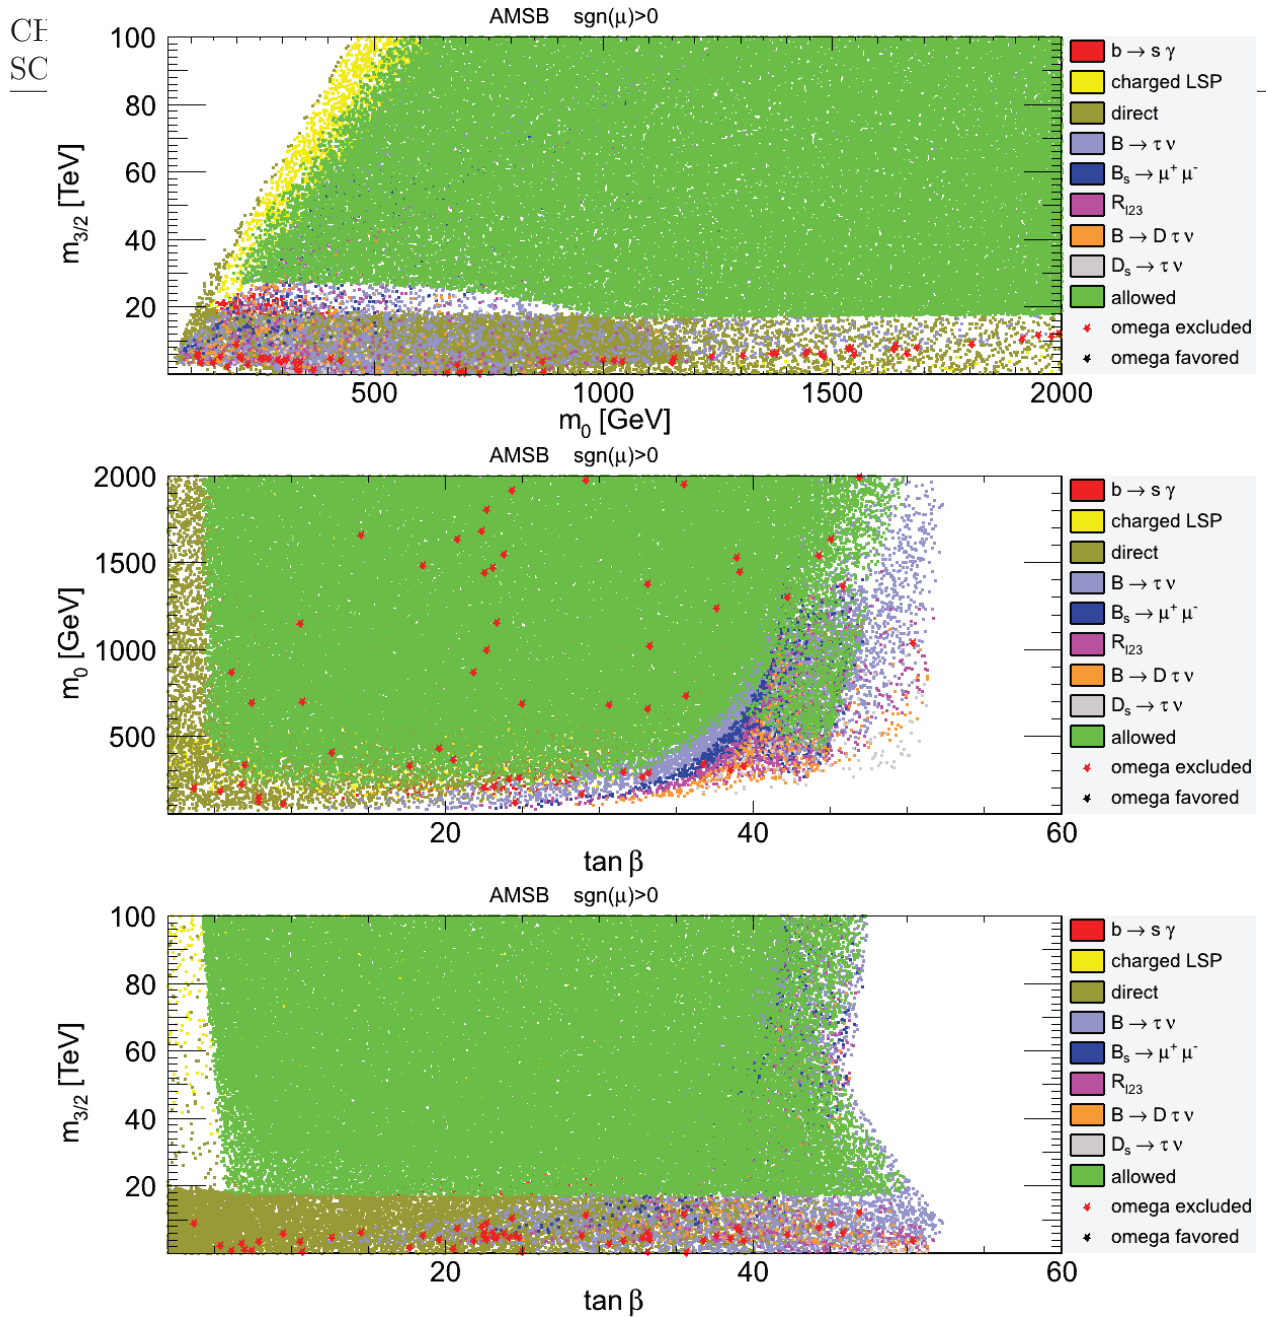 CH
SC
AMSB sgn(μ)>0
100
80
60
40
20
m3/2 [TeV]
500
1000
1500
2000
m0 [GeV]
b → s γ
charged LSP
direct
B → τ ν
Bs → μ+ μ-
Rl23
B → D τ ν
Ds → τ ν
allowed
omega excluded
omega favored
AMSB sgn(μ)>0
2000
1500
1000
500
m0 [GeV]
20
40
60
tan β
b → s γ
charged LSP
direct
B → τ ν
Bs → μ+ μ-
Rl23
B → D τ ν
Ds → τ ν
allowed
omega excluded
omega favored
AMSB sgn(μ)>0
100
80
60
40
20
m3/2 [TeV]
20
40
60
tan β
b → s γ
charged LSP
direct
B → τ ν
Bs → μ+ μ-
Rl23
B → D τ ν
Ds → τ ν
allowed
omega excluded
omega favored